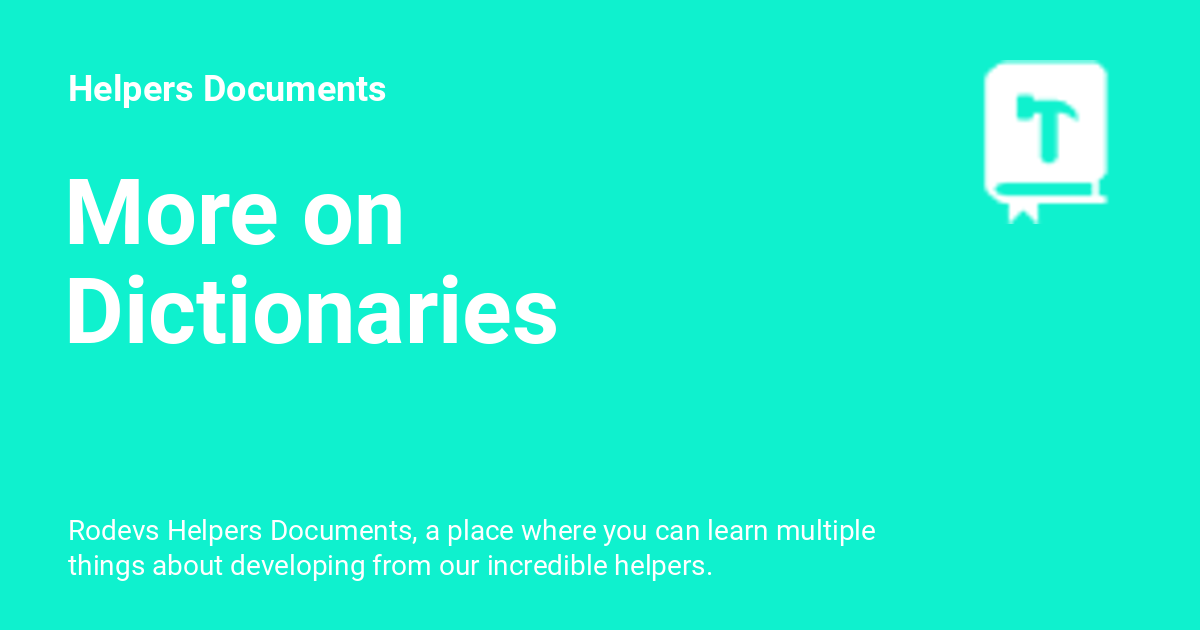 Helpers Documents
More on
Dictionaries
Rodevs Helpers Documents, a place where you can learn multiple
things about developing from our incredible helpers.